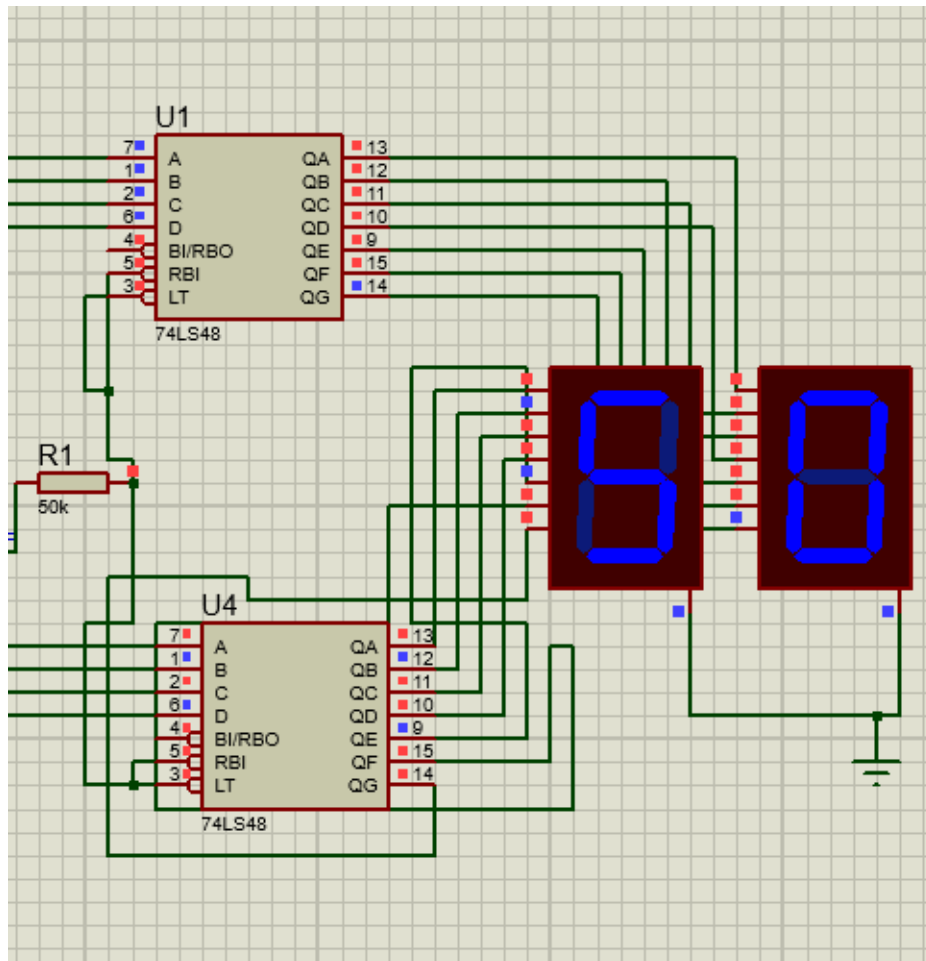 U1
7 A QA 13
1 B QB 12
2 C QC 11
6 D QD 10
4 BI/RBO QE 9
5 RBI QF 15
3 LT QG 14
74LS48
R1
50k
50
U4
7 A QA 13
1 B QB 12
2 C QC 11
6 D QD 10
4 BI/RBO QE 9
5 RBI QF 15
3 LT QG 14
74LS48